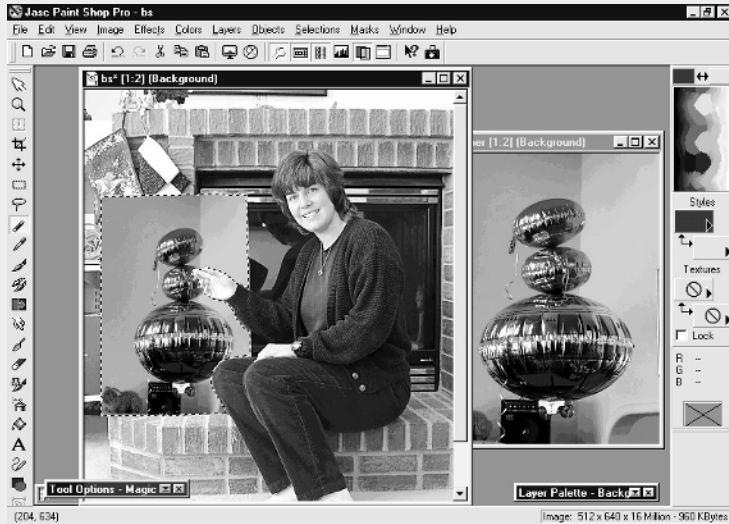 Jasc Paint Shop Pro - bs
File Edit View Image Effects Colors Layers Objects Selections Masks Window Help
bs* [1:2] (Background)
er [1:2] (Background)
Styles
Textures
Lock
R --
G --
B --
A
Tool Options - Magic
Layer Palette - Backg
(204, 634)
Image: 512 x 640 x 16 Million - 960 KBytes